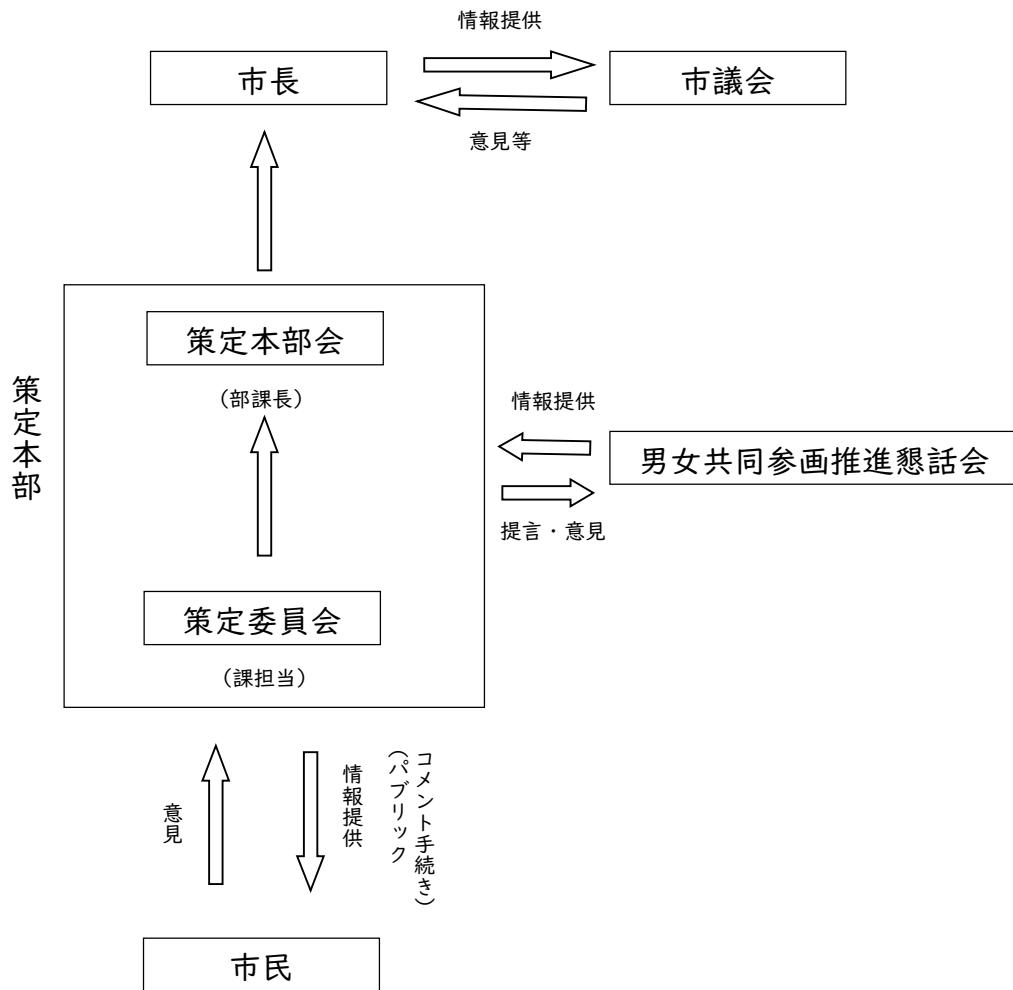 情報提供
市長
市議会
意見等
策定本部
策定本部会
（部課長）
情報提供
男女共同参画推進懇話会
提言・意見
策定委員会
（課担当）
意見
情報提供
（パブリック
コメント手続き）
市民